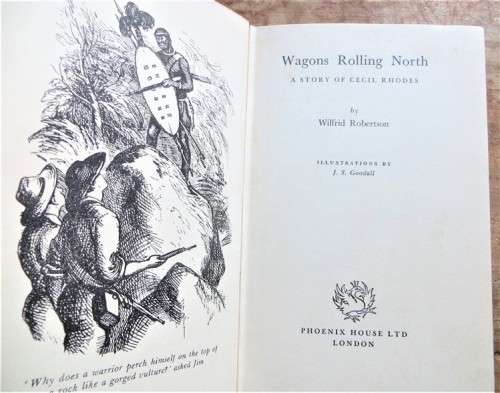 'Why does a warrior perch himself on the top of
a rock like a gorged vulture?' asked Jim
Wagons Rolling North
A STORY OF CECIL RHODES
by
Wilfrid Robertson
ILLUSTRATIONS BY
J. S. Goodall
PHOENIX HOUSE LTD
LONDON